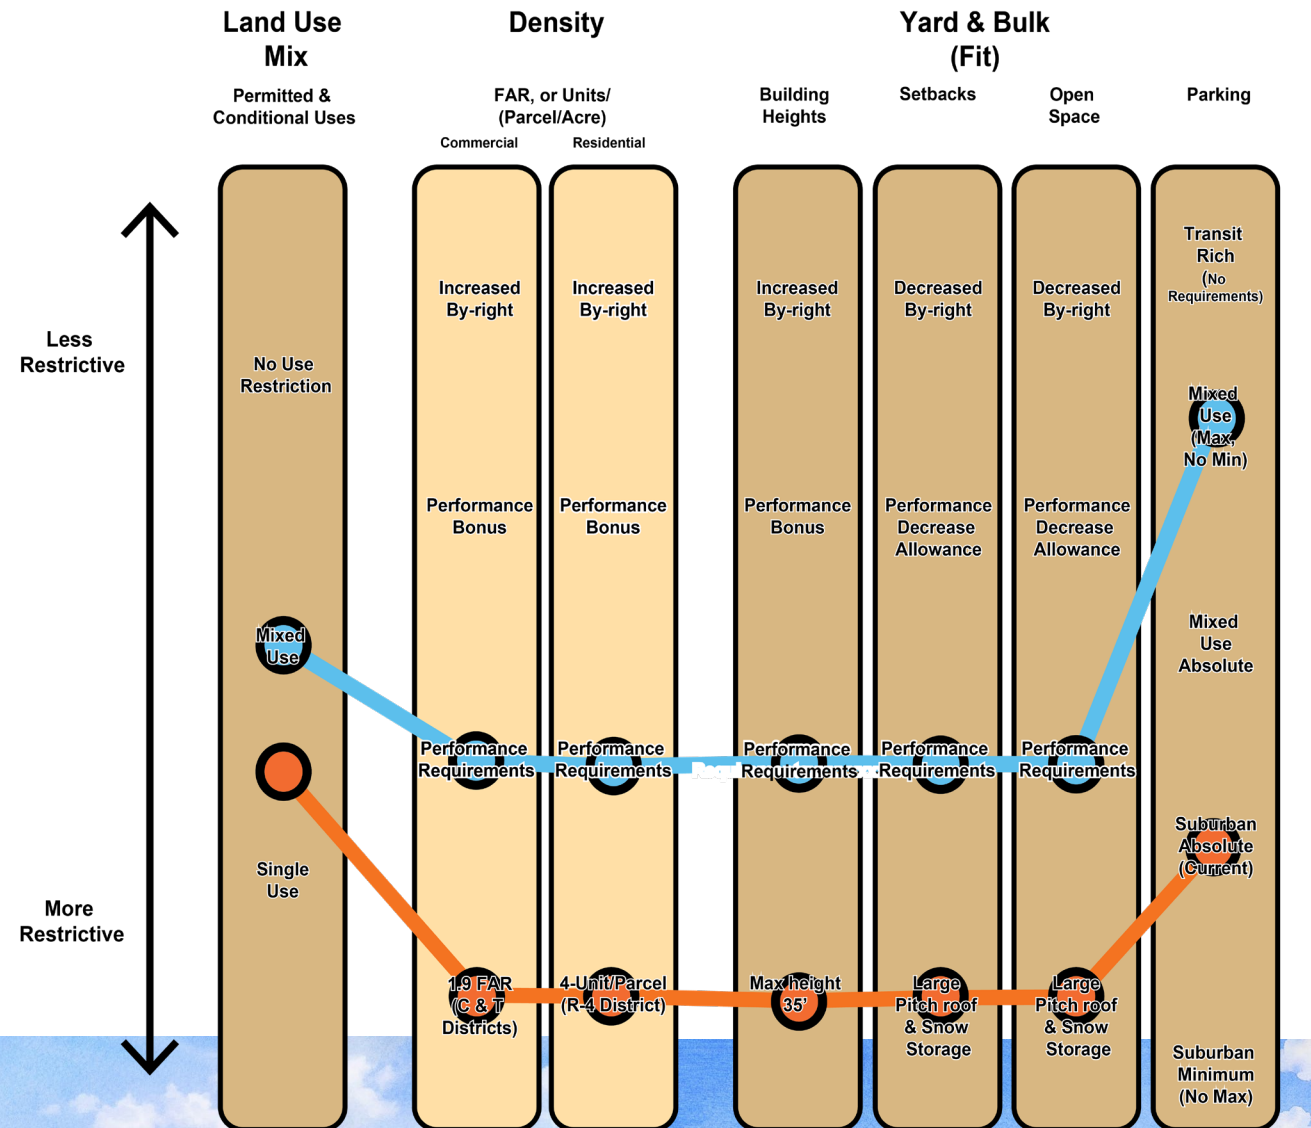 Land Use
Mix
Density
Yard & Bulk
(Fit)
Permitted &
Conditional Uses
FAR, or Units/
(Parcel/Acre)
Commercial
Residential
Building
Heights
Setbacks
Open
Space
Parking
Less
Restrictive
More
Restrictive
No Use
Restriction
Mixed
Use
Single
Use
Increased
By-right
Performance
Bonus
Performance
Requirements
1.9 FAR
(C & T
Districts)
Increased
By-right
Performance
Bonus
Performance
Requirements
4-Unit/Parcel
(R-4 District)
Increased
By-right
Performance
Bonus
Performance
Requirements
Max height
35'
Decreased
By-right
Performance
Decrease
Allowance
Performance
Requirements
Large
Pitch roof
& Snow
Storage
Decreased
By-right
Performance
Decrease
Allowance
Performance
Requirements
Large
Pitch roof
& Snow
Storage
Transit
Rich
(No
Requirements)
Mixed
Use
(Max,
No Min)
Mixed
Use
Absolute
Suburban
Absolute
(Current)
Suburban
Minimum
(No Max)